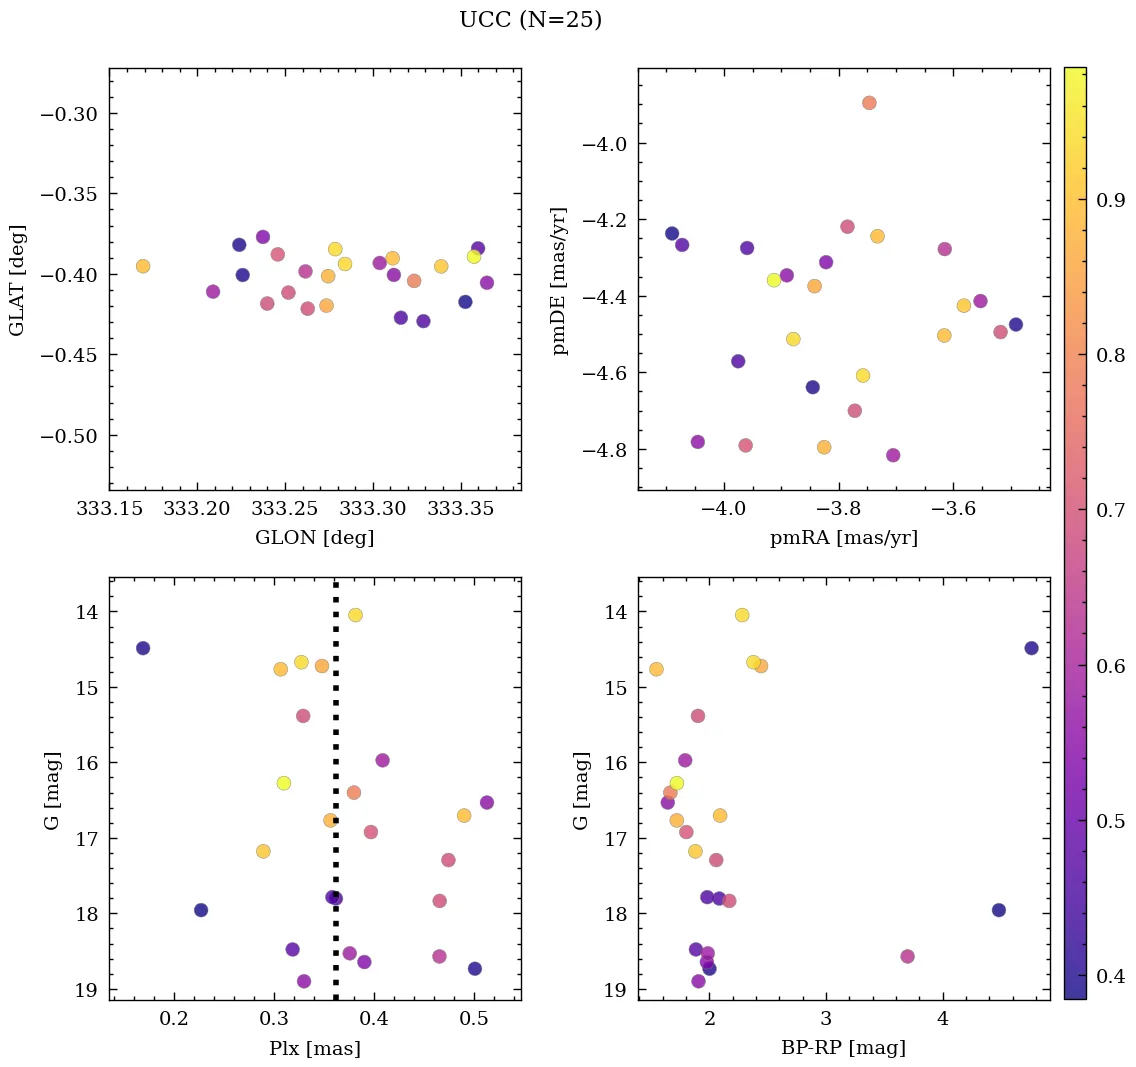 UCC (N=25)
−0.30
−0.35
−0.40
−0.45
−0.50
GLAT [deg]
333.15 333.20 333.25 333.30 333.35
GLON [deg]
−4.0
−4.2
−4.4
−4.6
−4.8
pmDE [mas/yr]
−4.0 −3.8 −3.6
pmRA [mas/yr]
14
15
16
17
18
19
G [mag]
0.2 0.3 0.4 0.5
Plx [mas]
14
15
16
17
18
19
G [mag]
2 3 4
BP-RP [mag]
0.9
0.8
0.7
0.6
0.5
0.4